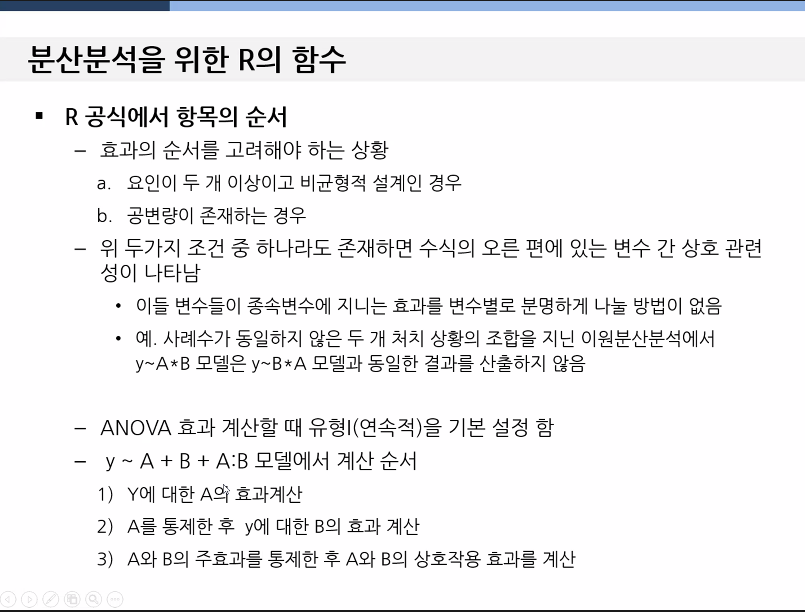 분산분석을 위한 R의 함수
▪ R 공식에서 항목의 순서
– 효과의 순서를 고려해야 하는 상황
a. 요인이 두 개 이상이고 비균형적 설계인 경우
b. 공변량이 존재하는 경우
– 위 두가지 조건 중 하나라도 존재하면 수식의 오른 편에 있는 변수 간 상호 관련
성이 나타남
• 이들 변수들이 종속변수에 지니는 효과를 변수별로 분명하게 나눌 방법이 없음
• 예. 사례수가 동일하지 않은 두 개 처치 상황의 조합을 지닌 이원분산분석에서
y~A*B 모델은 y~B*A 모델과 동일한 결과를 산출하지 않음
– ANOVA 효과 계산할 때 유형I(연속적)을 기본 설정 함
– y ~ A + B + A:B 모델에서 계산 순서
1) Y에 대한 A의 효과계산
2) A를 통제한 후 y에 대한 B의 효과 계산
3) A와 B의 주효과를 통제한 후 A와 B의 상호작용 효과를 계산